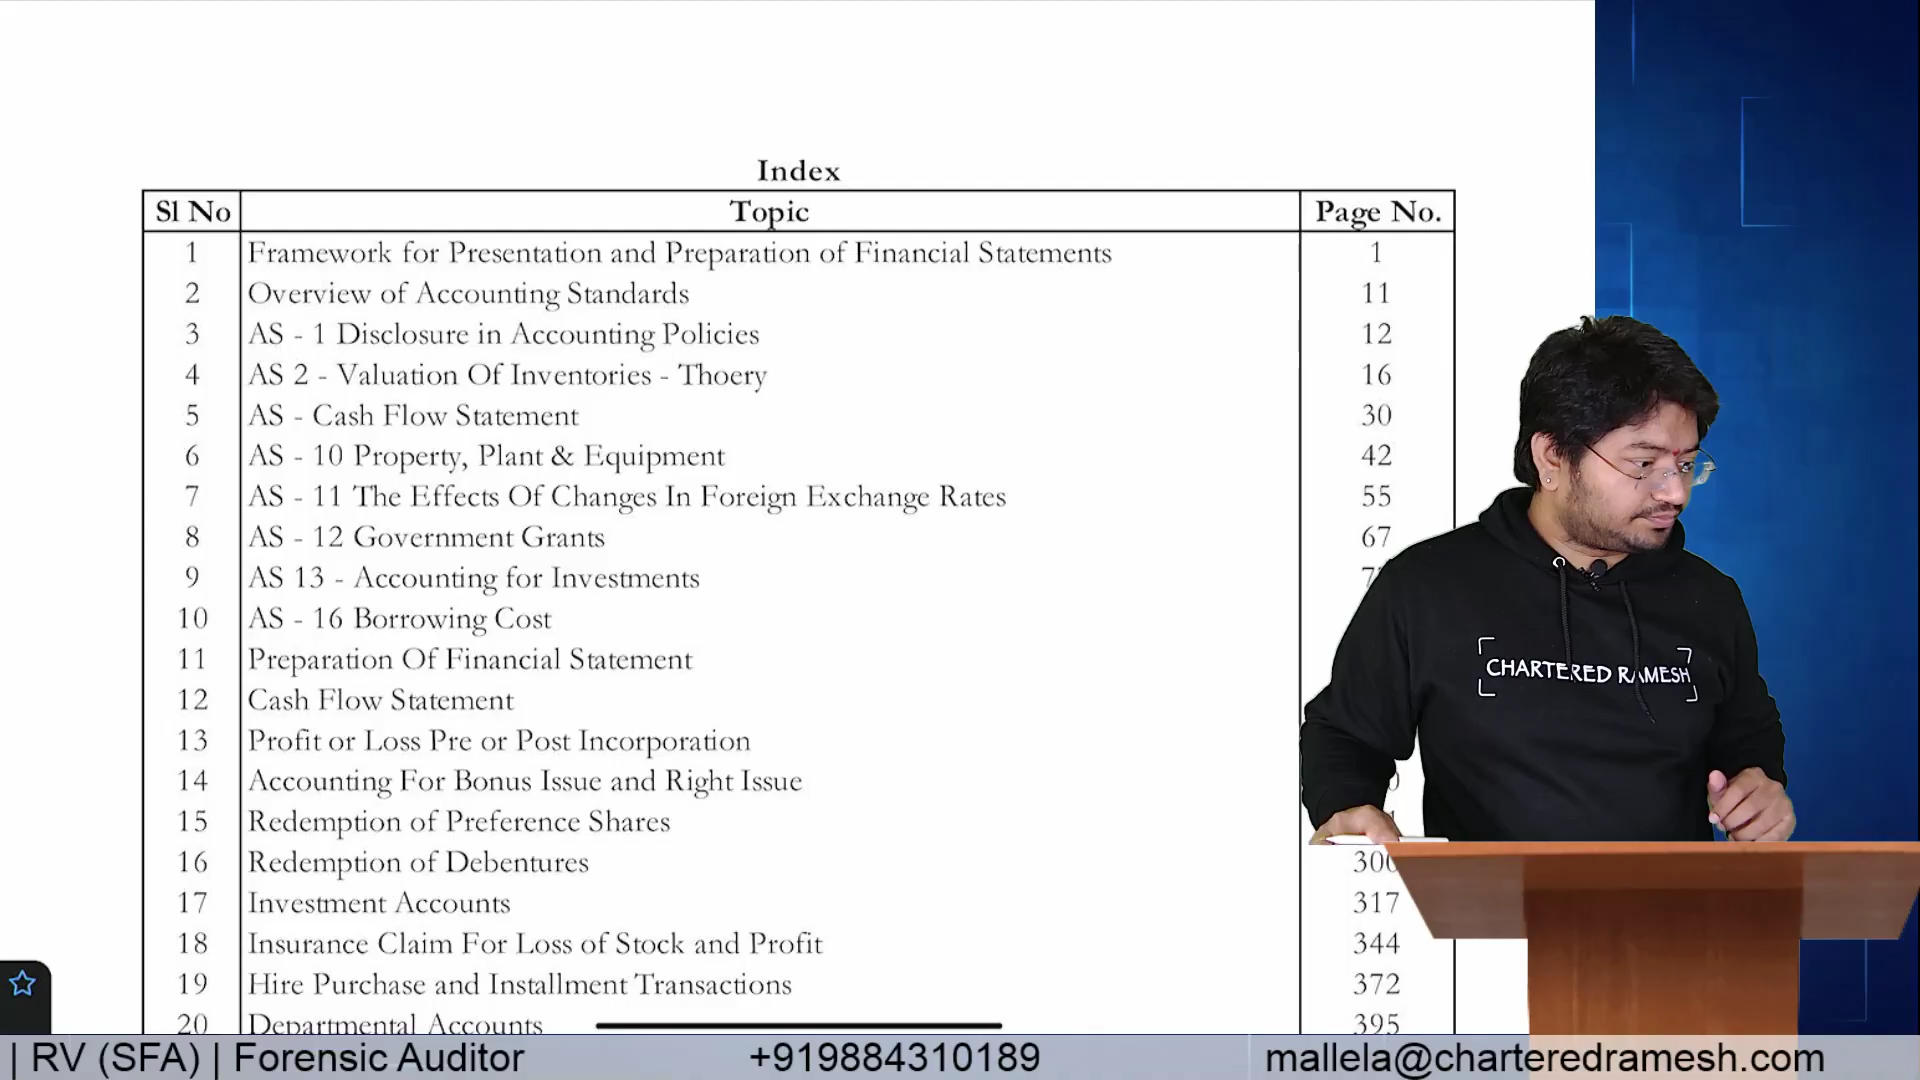 Index
Sl No Topic Page No.
1 Framework for Presentation and Preparation of Financial Statements 1
2 Overview of Accounting Standards 11
3 AS - 1 Disclosure in Accounting Policies 12
4 AS 2 - Valuation Of Inventories - Thoery 16
5 AS - Cash Flow Statement 30
6 AS - 10 Property, Plant & Equipment 42
7 AS - 11 The Effects Of Changes In Foreign Exchange Rates 55
8 AS - 12 Government Grants 67
9 AS 13 - Accounting for Investments
10 AS - 16 Borrowing Cost
11 Preparation Of Financial Statement
12 Cash Flow Statement
13 Profit or Loss Pre or Post Incorporation
14 Accounting For Bonus Issue and Right Issue
15 Redemption of Preference Shares
16 Redemption of Debentures 300
17 Investment Accounts 317
18 Insurance Claim For Loss of Stock and Profit 344
19 Hire Purchase and Installment Transactions 372
20 Departmental Accounts 395
CHARTERED RAMESH
| RV (SFA) | Forensic Auditor +919884310189 mallela@charteredramesh.com